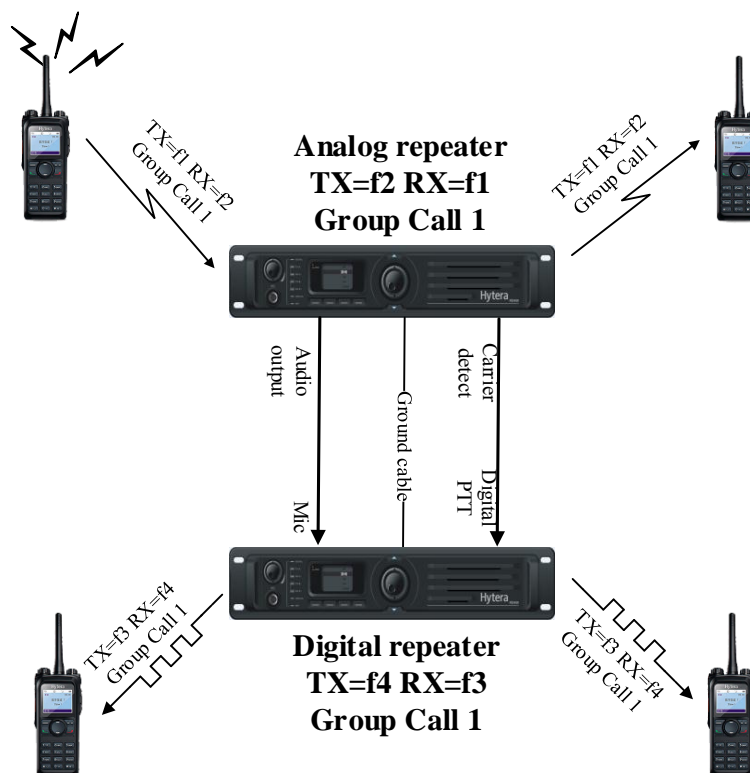 TX=f1 RX=f2
Group Call 1
Analog repeater
TX=f2 RX=f1
Group Call 1
TX=f1 RX=f2
Group Call 1
Hytera
Hytera
Hytera
Audio
output
Mic
Ground cable
Carrier
detect
Digital
PTT
Hytera
TX=f3 RX=f4
Group Call 1
Digital repeater
TX=f4 RX=f3
Group Call 1
TX=f3 RX=f4
Group Call 1